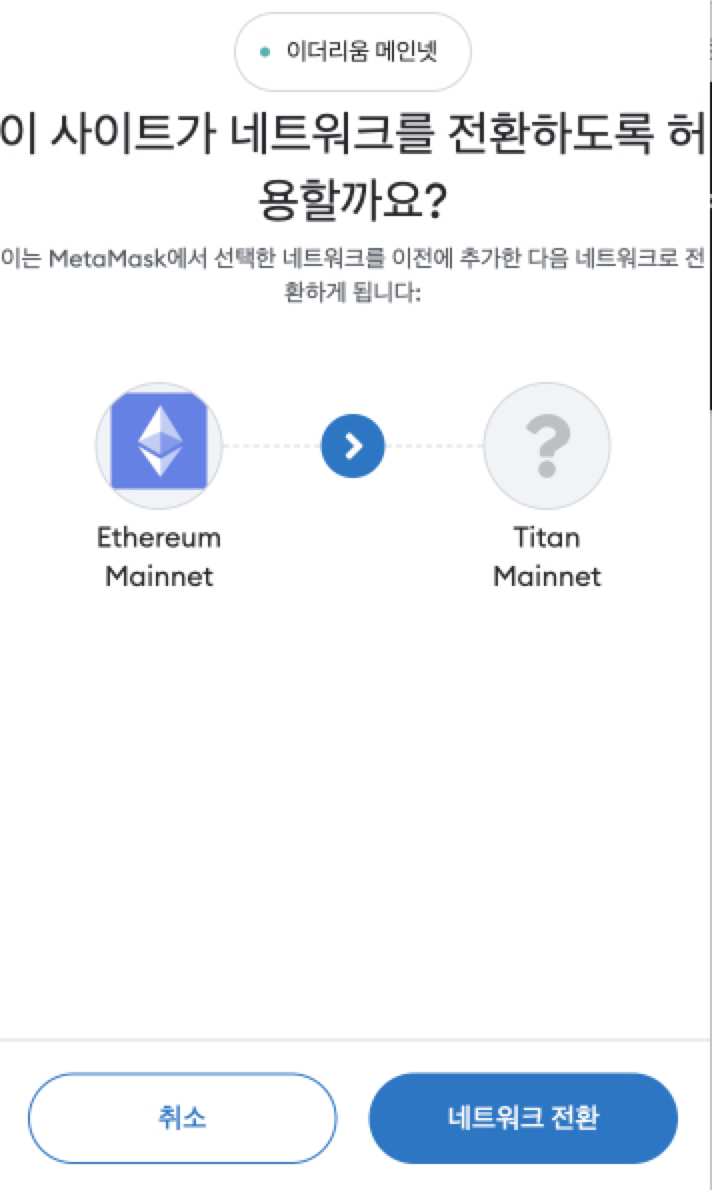 이더리움 메인넷
이 사이트가 네트워크를 전환하도록 허
용할까요?
이는 MetaMask에서 선택한 네트워크를 이전에 추가한 다음 네트워크로 전
환하게 됩니다:
?
Ethereum
Mainnet
Titan
Mainnet
취소
네트워크 전환